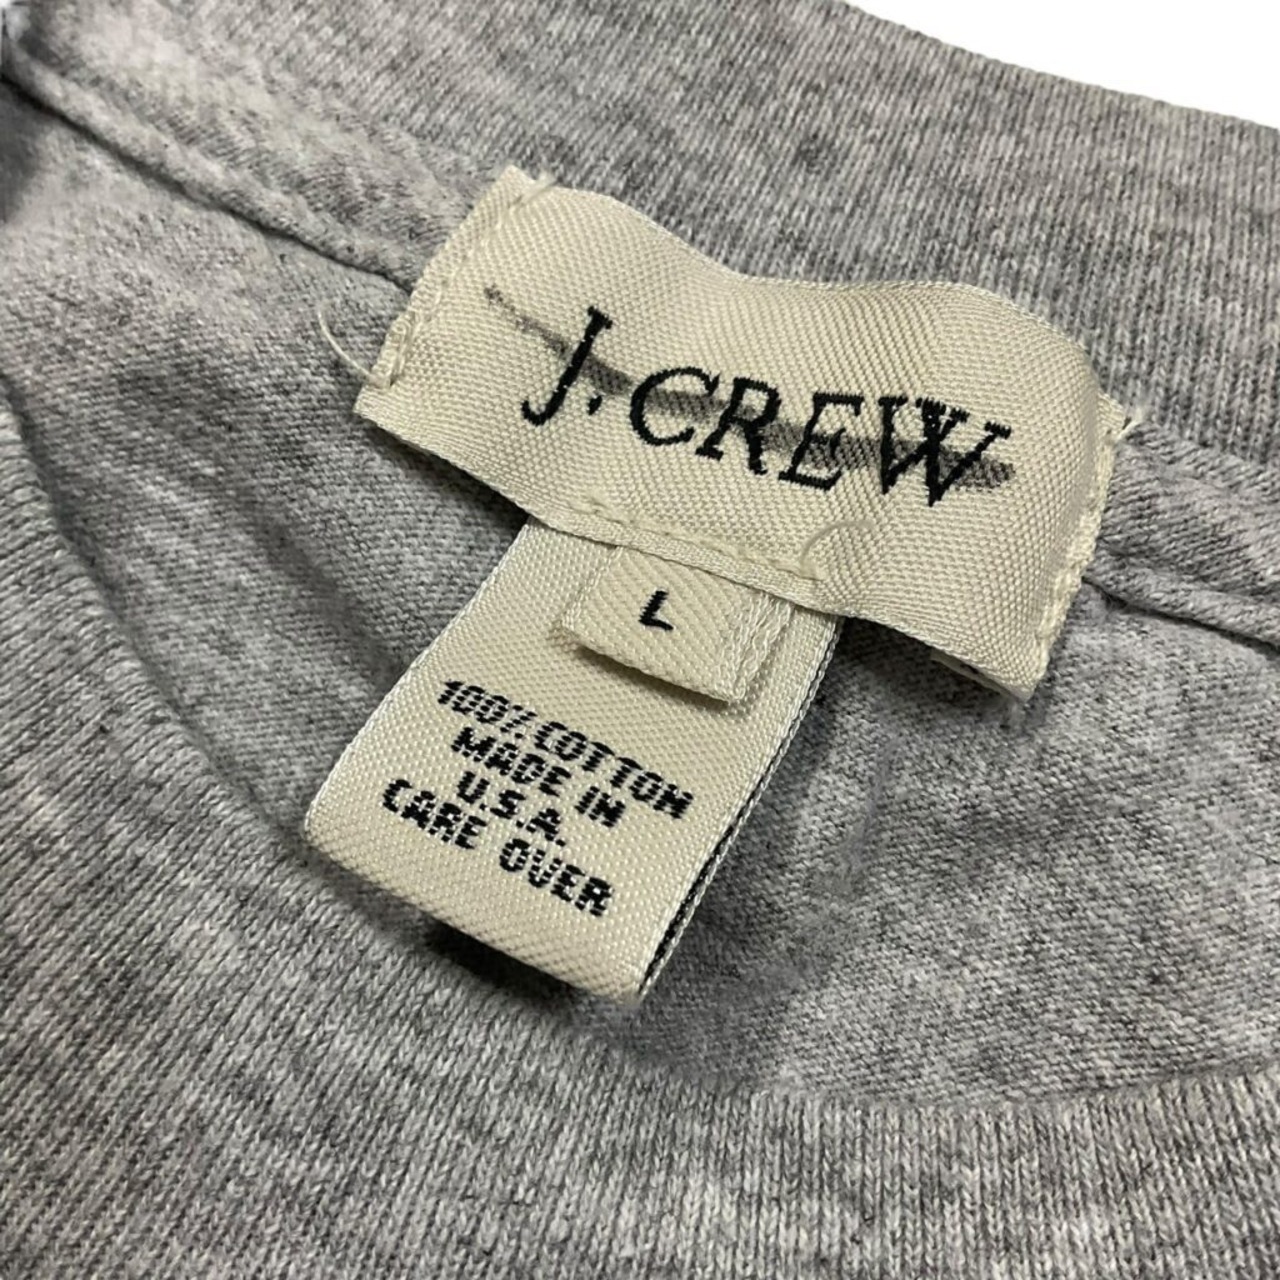 J.CREW
L
100% COTTON
MADE IN
U.S.A.
CARE OVER